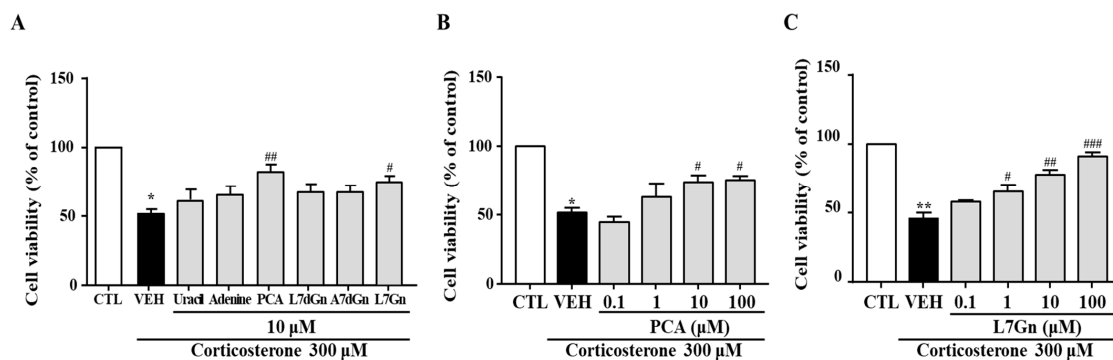 A
Cell viability (% of control)
150
100
50
0
*
##
#
CTL VEH Uracil Adenine PCA L7dGn A7dGn L7Gn
10 µM
Corticosterone 300 µM
B
Cell viability (% of control)
150
100
50
0
*
#
#
CTL VEH 0.1 1 10 100
PCA (µM)
Corticosterone 300 µM
C
Cell viability (% of control)
150
100
50
0
**
#
##
###
CTL VEH 0.1 1 10 100
L7Gn (µM)
Corticosterone 300 µM